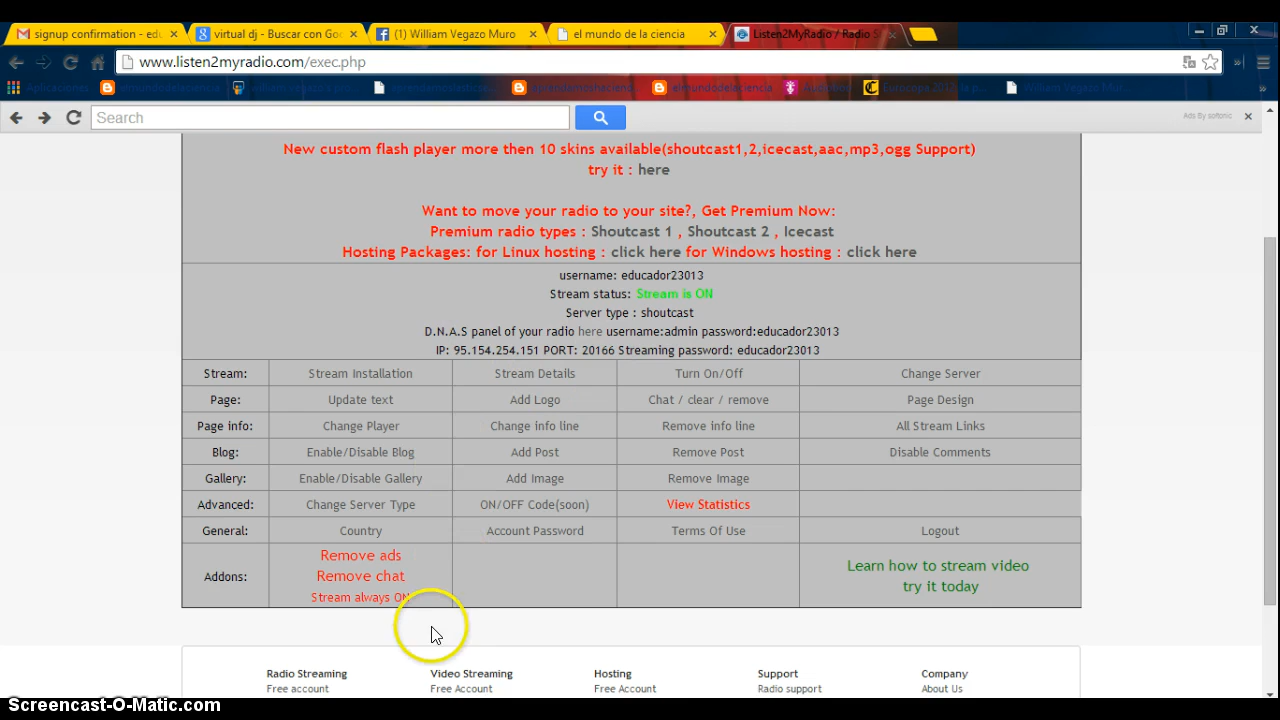 signup confirmation - edu
virtual dj - Buscar con Goo
(1) William Vegazo Muro
el mundo de la ciencia
Listen2MyRadio / Radio S
www.listen2myradio.com/exec.php
Aplicaciones
Search
Ads By softonic
New custom flash player more then 10 skins available(shoutcast1,2,icecast,aac,mp3,ogg Support)
try it : here
Want to move your radio to your site?, Get Premium Now:
Premium radio types : Shoutcast 1 , Shoutcast 2 , Icecast
Hosting Packages: for Linux hosting : click here for Windows hosting : click here
username: educador23013
Stream status: Stream is ON
Server type : shoutcast
D.N.A.S panel of your radio here username:admin password:educador23013
IP: 95.154.254.151 PORT: 20166 Streaming password: educador23013
Stream: Stream Installation Stream Details Turn On/Off Change Server
Page: Update text Add Logo Chat / clear / remove Page Design
Page info: Change Player Change info line Remove info line All Stream Links
Blog: Enable/Disable Blog Add Post Remove Post Disable Comments
Gallery: Enable/Disable Gallery Add Image Remove Image
Advanced: Change Server Type ON/OFF Code(soon) View Statistics
General: Country Account Password Terms Of Use Logout
Addons:
Remove ads
Remove chat
Stream always ON
Learn how to stream video
try it today
Radio Streaming Video Streaming Hosting Support Company
Free account Free Account Free Account Radio support About Us
Screencast-O-Matic.com